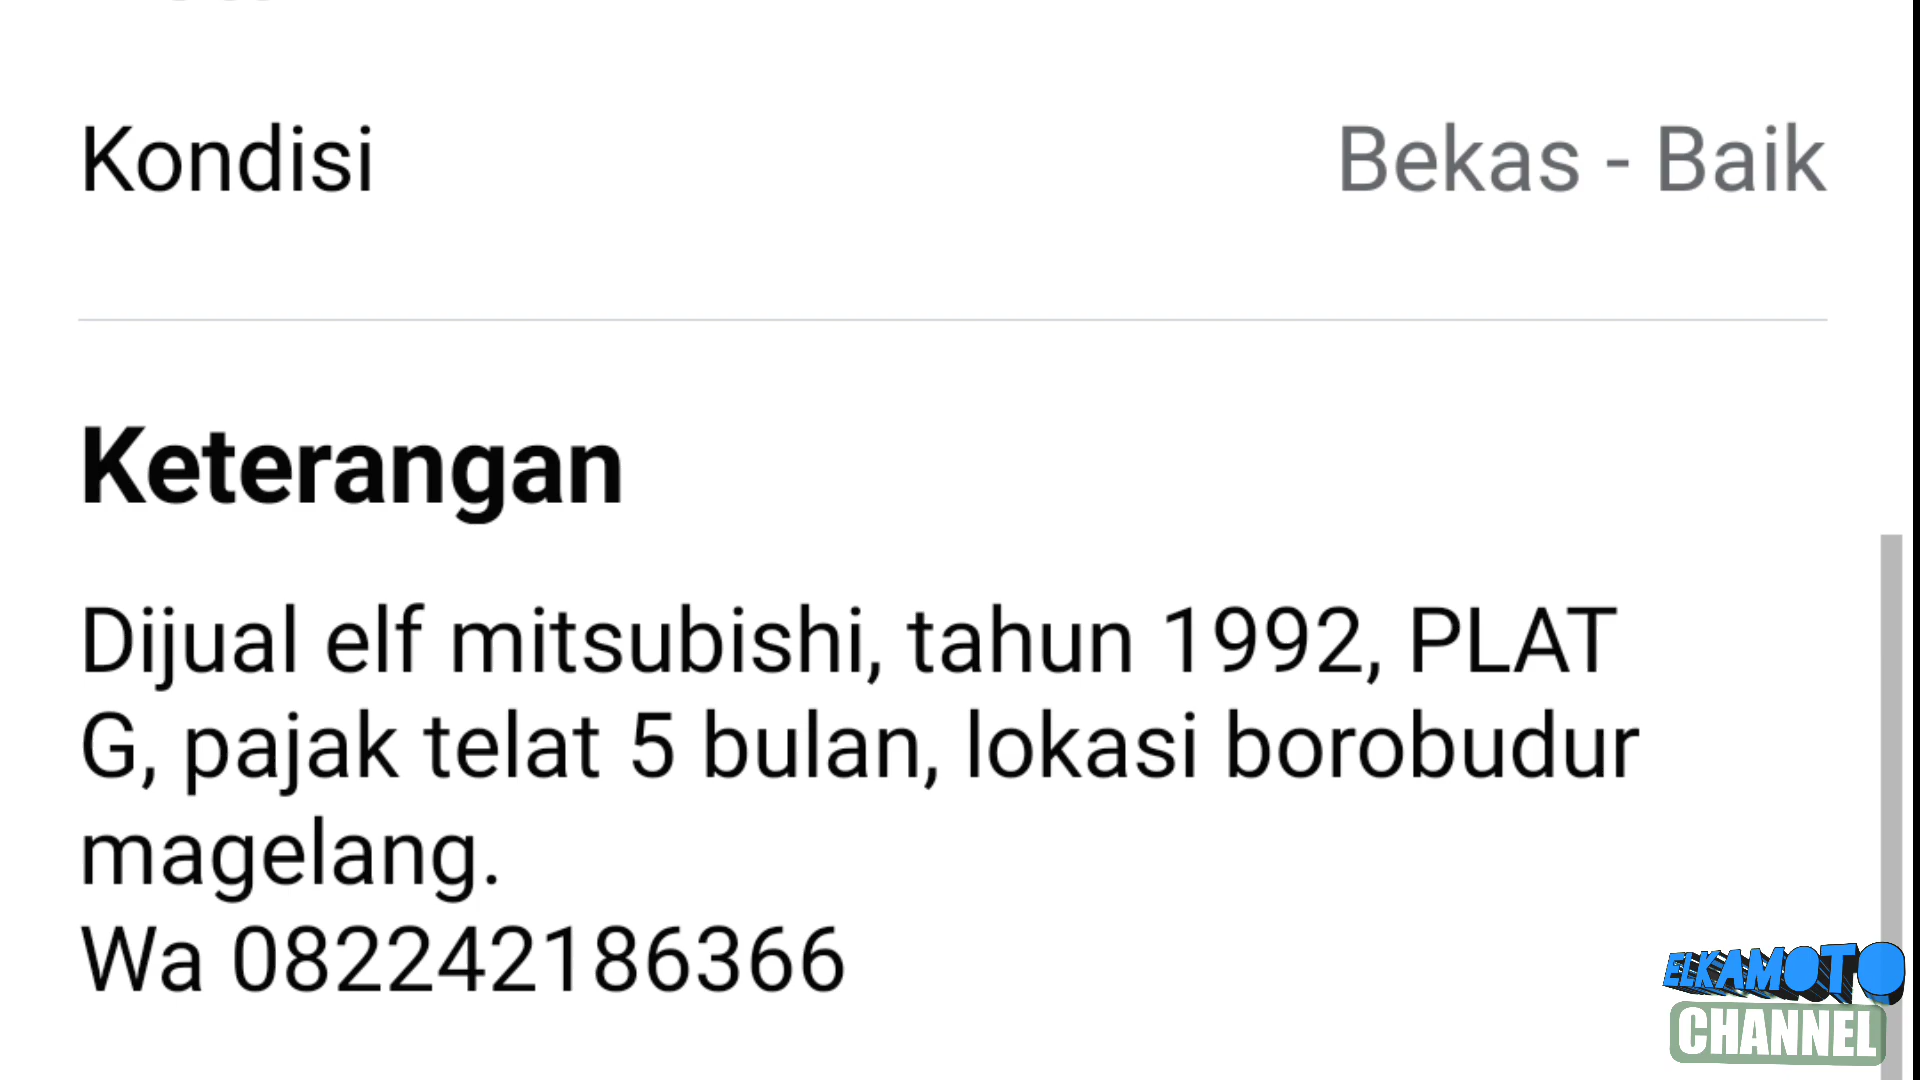 Kondisi Bekas - Baik
Keterangan
Dijual elf mitsubishi, tahun 1992, PLAT
G, pajak telat 5 bulan, lokasi borobudur
magelang.
Wa 082242186366
ELKAMOTO
CHANNEL